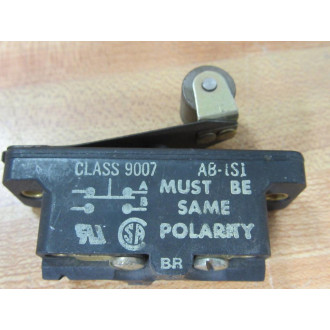 CLASS 9007 AB-1S1
A MUST BE
B SAME
POLARITY
BR